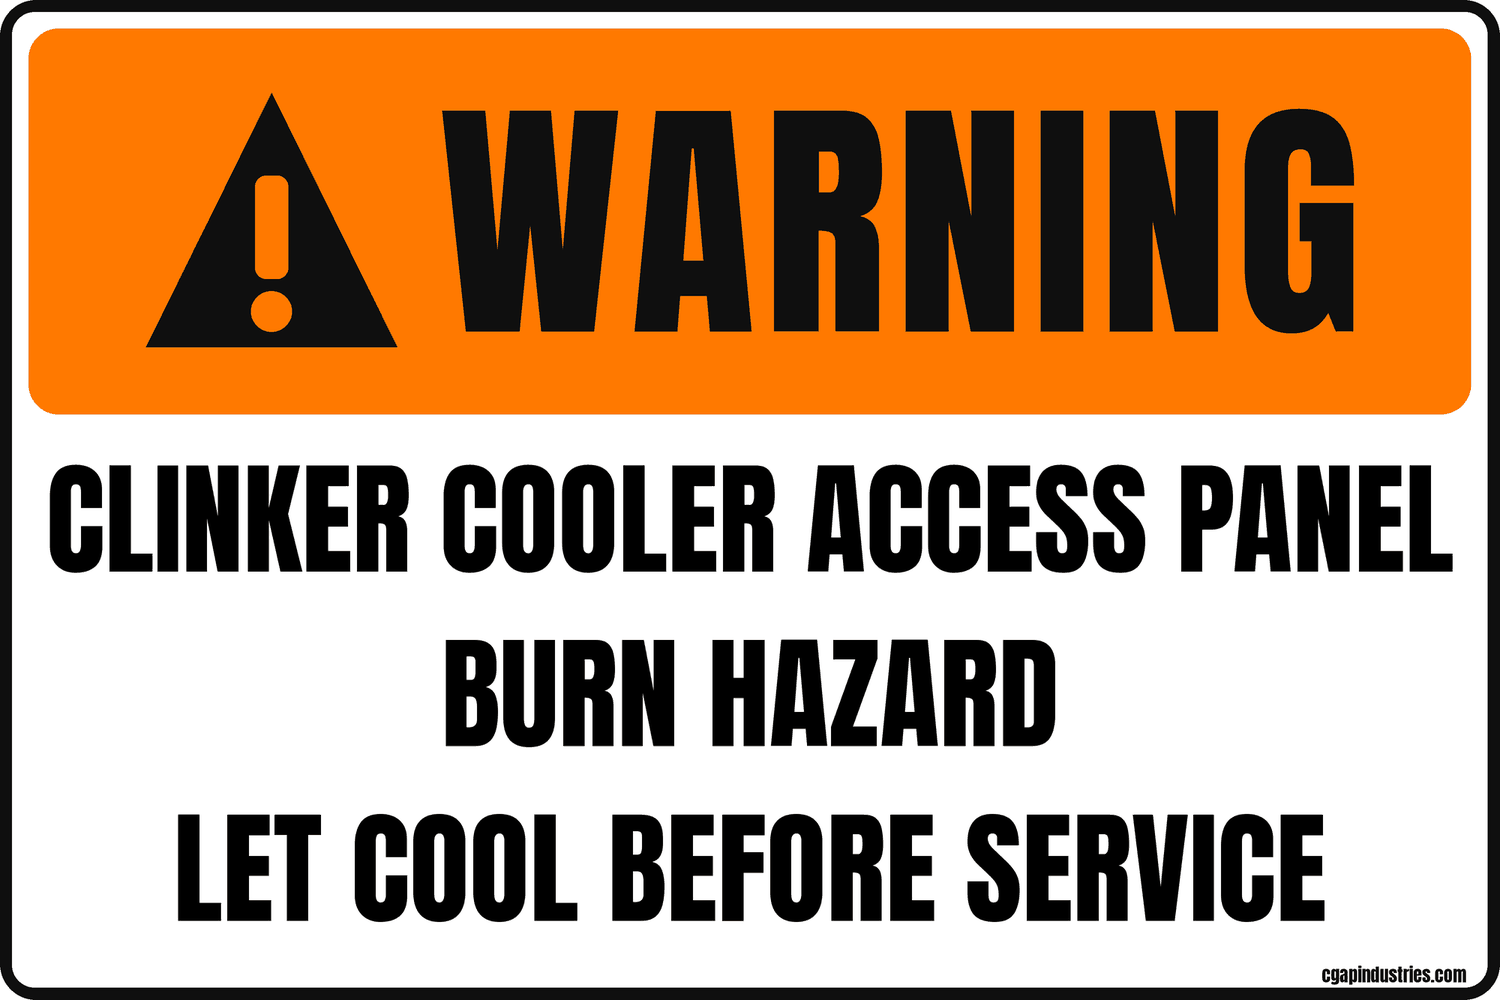 WARNING
CLINKER COOLER ACCESS PANEL
BURN HAZARD
LET COOL BEFORE SERVICE
cgapindustries.com